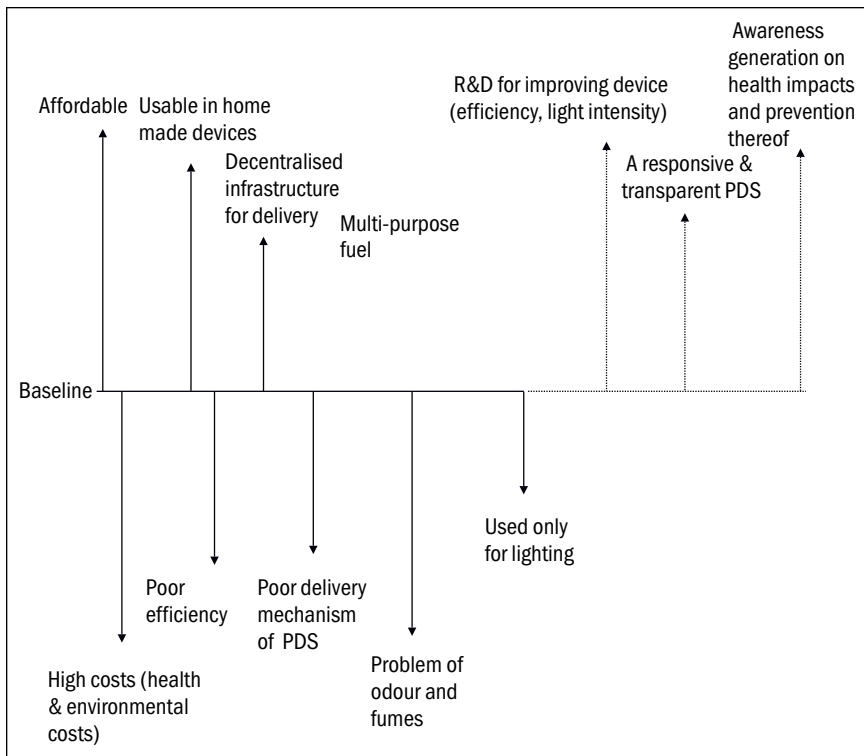 Affordable
Usable in home
made devices
Decentralised
infrastructure
for delivery
Multi-purpose
fuel
R&D for improving device
(efficiency, light intensity)
A responsive &
transparent PDS
Awareness
generation on
health impacts
and prevention
thereof
Baseline
High costs (health
& environmental
costs)
Poor
efficiency
Poor delivery
mechanism
of PDS
Problem of
odour and
fumes
Used only
for lighting